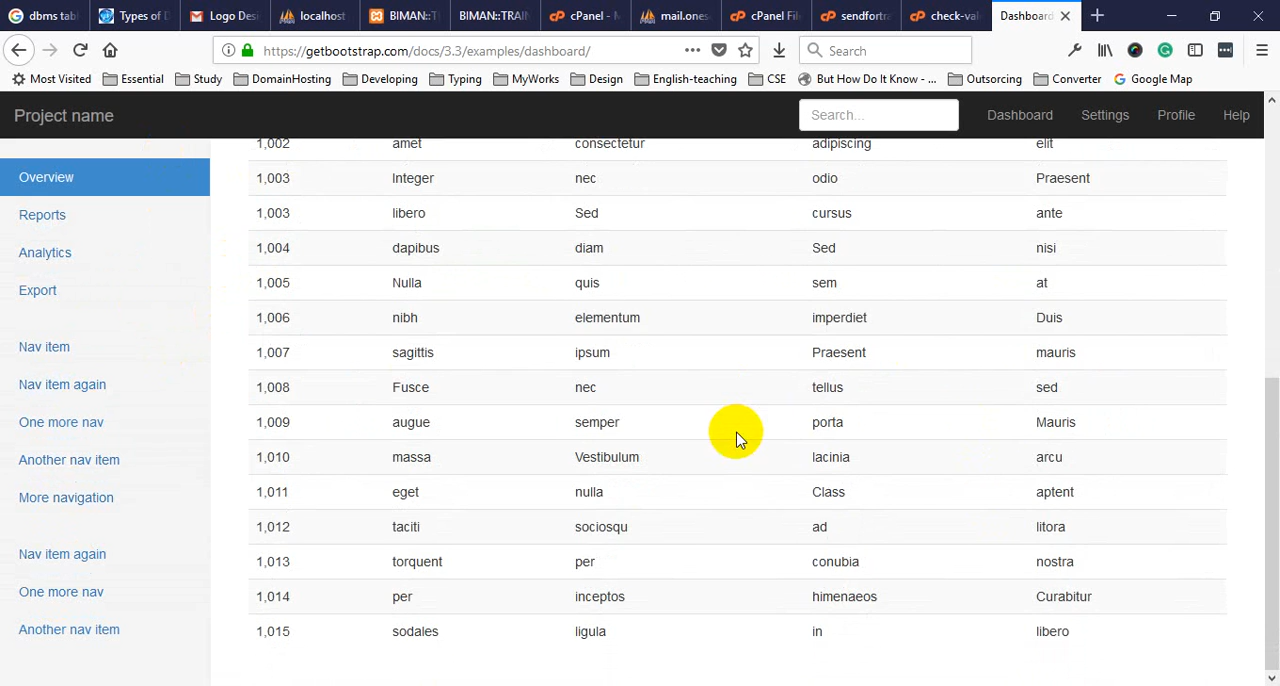 dbms tab Types of D Logo Desi localhost BIMAN::T BIMAN::TRAIN cPanel - M mail.ones cPanel File sendfortra check-val Dashboard
https://getbootstrap.com/docs/3.3/examples/dashboard/ Search
Most Visited Essential Study DomainHosting Developing Typing MyWorks Design English-teaching CSE But How Do It Know - ... Outsorcing Converter Google Map
Project name Search... Dashboard Settings Profile Help
1,002 amet consectetur adipiscing elit
Overview
1,003 Integer nec odio Praesent
Reports
1,003 libero Sed cursus ante
Analytics
1,004 dapibus diam Sed nisi
Export
1,005 Nulla quis sem at
1,006 nibh elementum imperdiet Duis
Nav item
1,007 sagittis ipsum Praesent mauris
Nav item again
1,008 Fusce nec tellus sed
One more nav
1,009 augue semper porta Mauris
Another nav item
1,010 massa Vestibulum lacinia arcu
More navigation
1,011 eget nulla Class aptent
1,012 taciti sociosqu ad litora
Nav item again
1,013 torquent per conubia nostra
One more nav
1,014 per inceptos himenaeos Curabitur
Another nav item
1,015 sodales ligula in libero